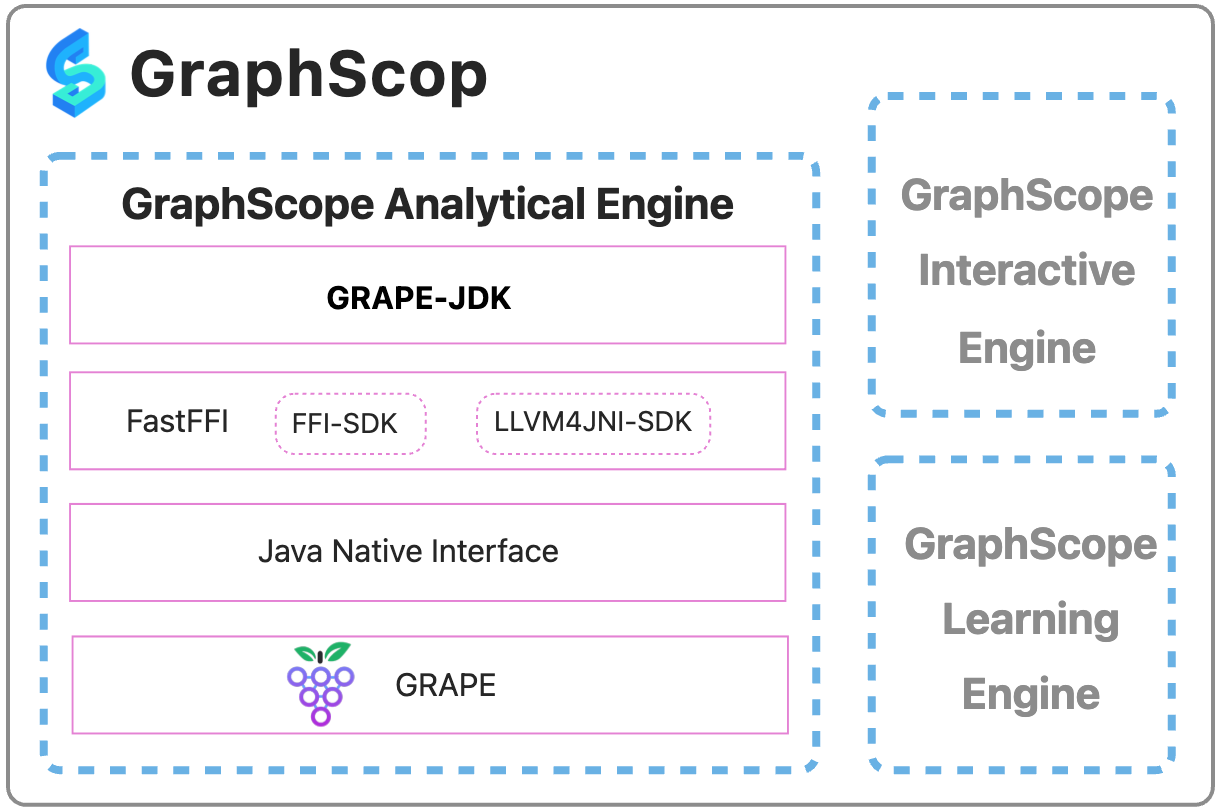 GraphScop
GraphScope Analytical Engine
GRAPE-JDK
FastFFI FFI-SDK LLVM4JNI-SDK
Java Native Interface
GRAPE
GraphScope
Interactive
Engine
GraphScope
Learning
Engine